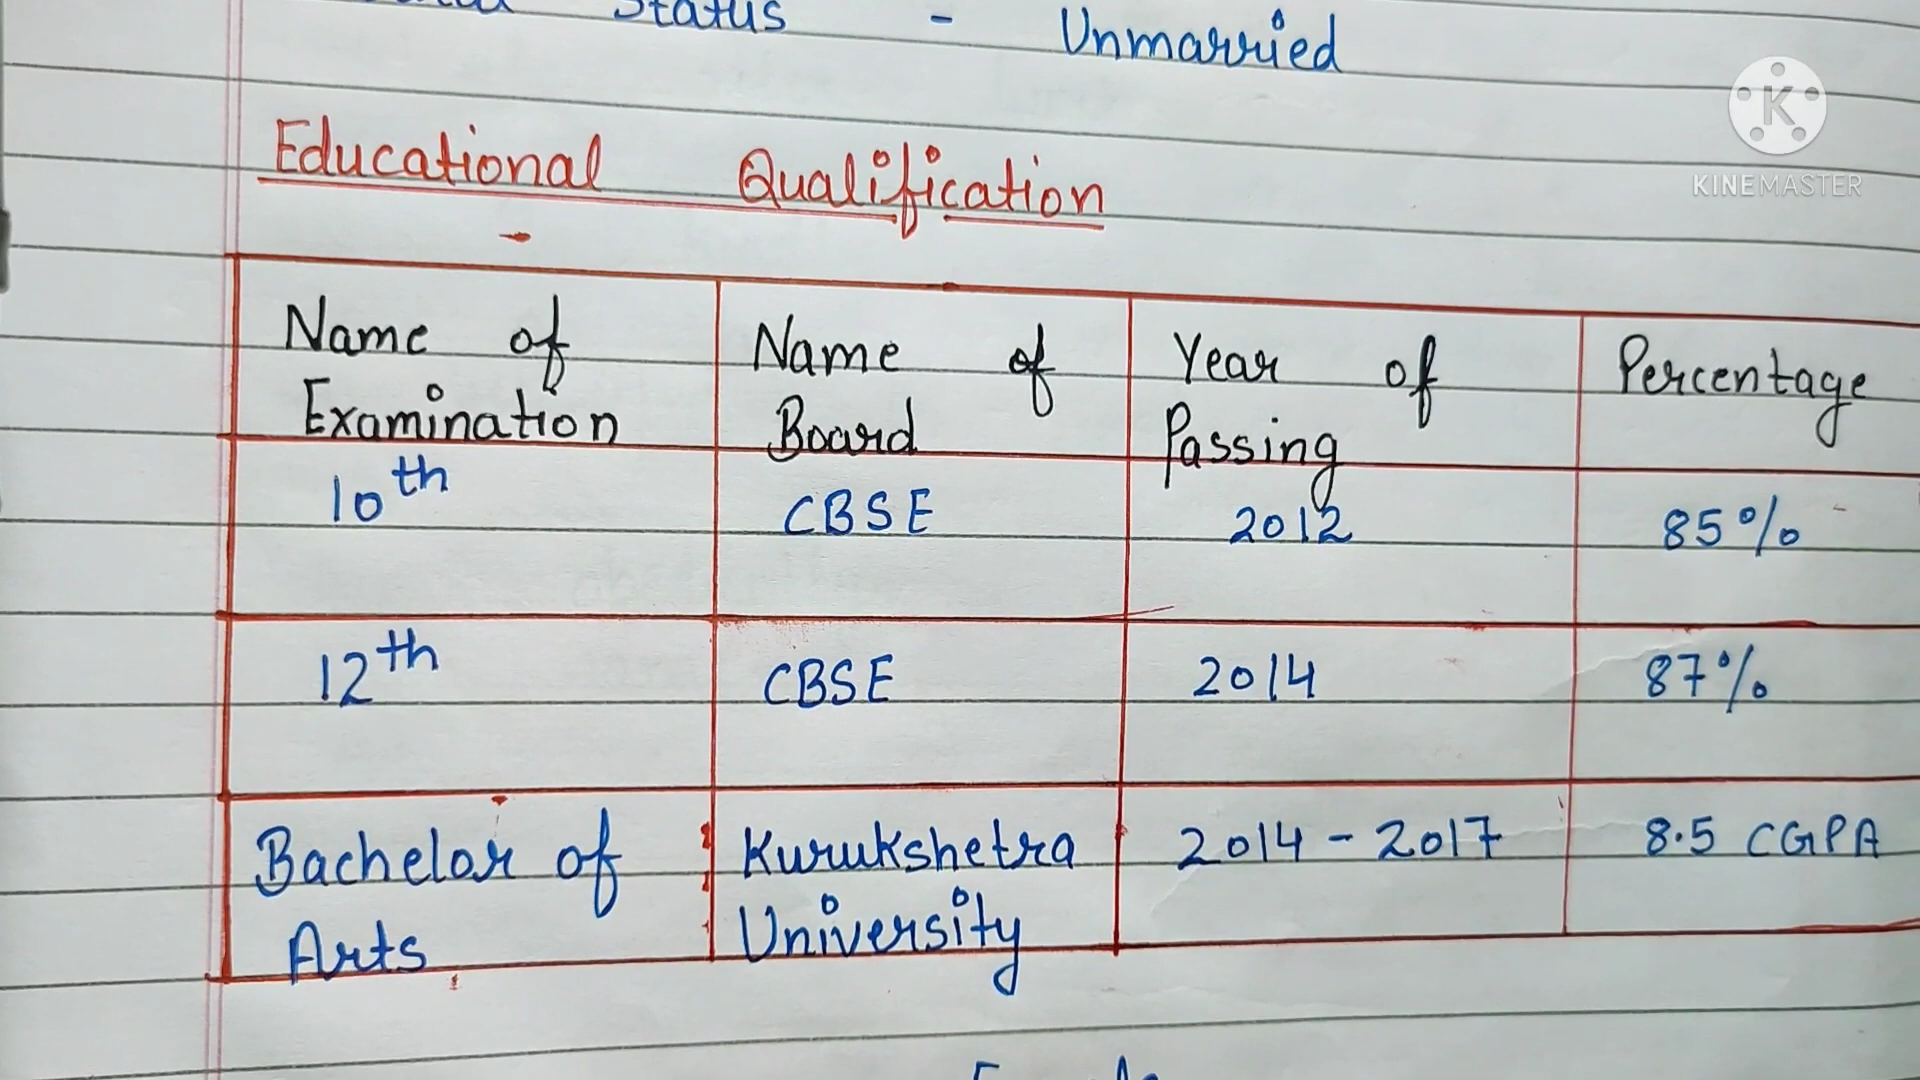 Status - Unmarried
KINEMASTER
Educational Qualification
Name of Examination Name of Board Year of Passing Percentage
10th CBSE 2012 85%
12th CBSE 2014 87%
Bachelor of Arts Kurukshetra University 2014 - 2017 8.5 CGPA